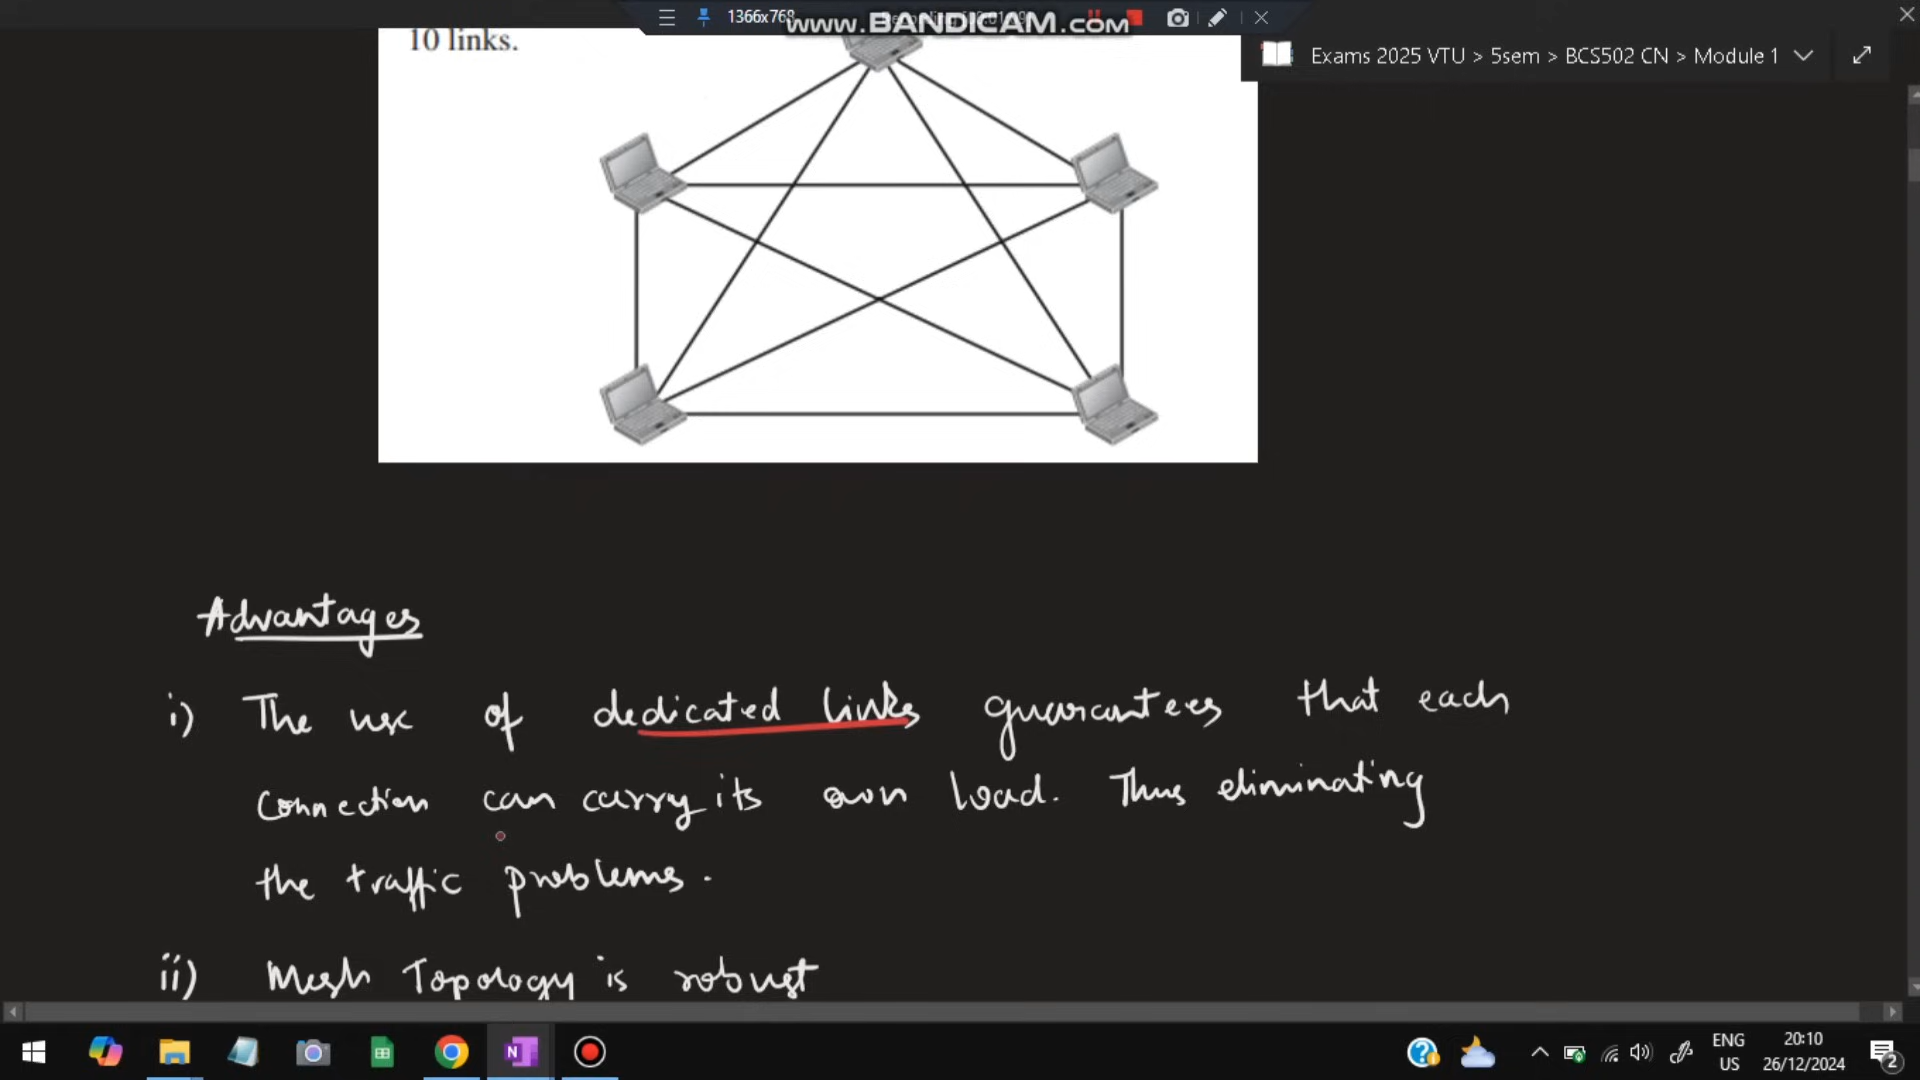 1366x768
www.BANDICAM.com
10 links.
Exams 2025 VTU > 5sem > BCS502 CN > Module 1
Advantages
i) The use of dedicated links guarantees that each
connection can carry its own load. Thus eliminating
the traffic problems.
ii) Mesh Topology is robust
ENG
US
20:10
26/12/2024
2